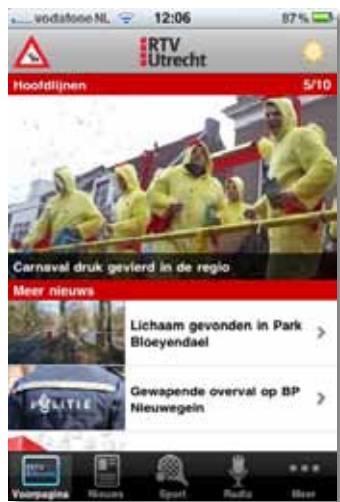 vodafone NL 12:06 87%
RTV
Utrecht
Hoofdlijnen 5/10
Carnaval druk gevierd in de regio
Meer nieuws
Lichaam gevonden in Park
Bloeyendael
Gewapende overval op BP
Nieuwegein
POLITIE
Voorpagina Nieuws Sport Radio Meer